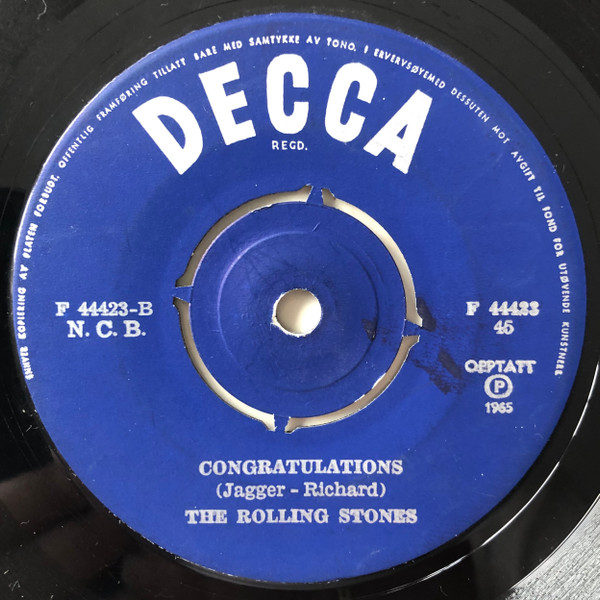 ENHVER KOPIERING AV PLATEN FORBUDT. OFFENTLIG FRAMFØRING TILLATT BARE MED SAMTYKKE AV TONO. I ERVERVSØYEMED DESSUTEN MOT AVGIFT TIL FOND FOR UTØVENDE KUNSTNERE.
DECCA
REGD.
F 44423-B
N. C. B.
F 44423
45
OPPTATT
P
1965
CONGRATULATIONS
(Jagger - Richard)
THE ROLLING STONES